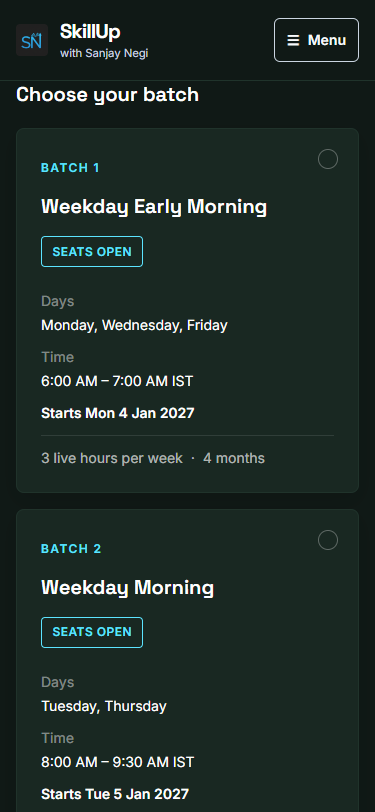 SN
SkillUp
with Sanjay Negi
☰ Menu
Choose your batch
BATCH 1
Weekday Early Morning
SEATS OPEN
Days
Monday, Wednesday, Friday
Time
6:00 AM – 7:00 AM IST
Starts Mon 4 Jan 2027
3 live hours per week · 4 months
BATCH 2
Weekday Morning
SEATS OPEN
Days
Tuesday, Thursday
Time
8:00 AM – 9:30 AM IST
Starts Tue 5 Jan 2027